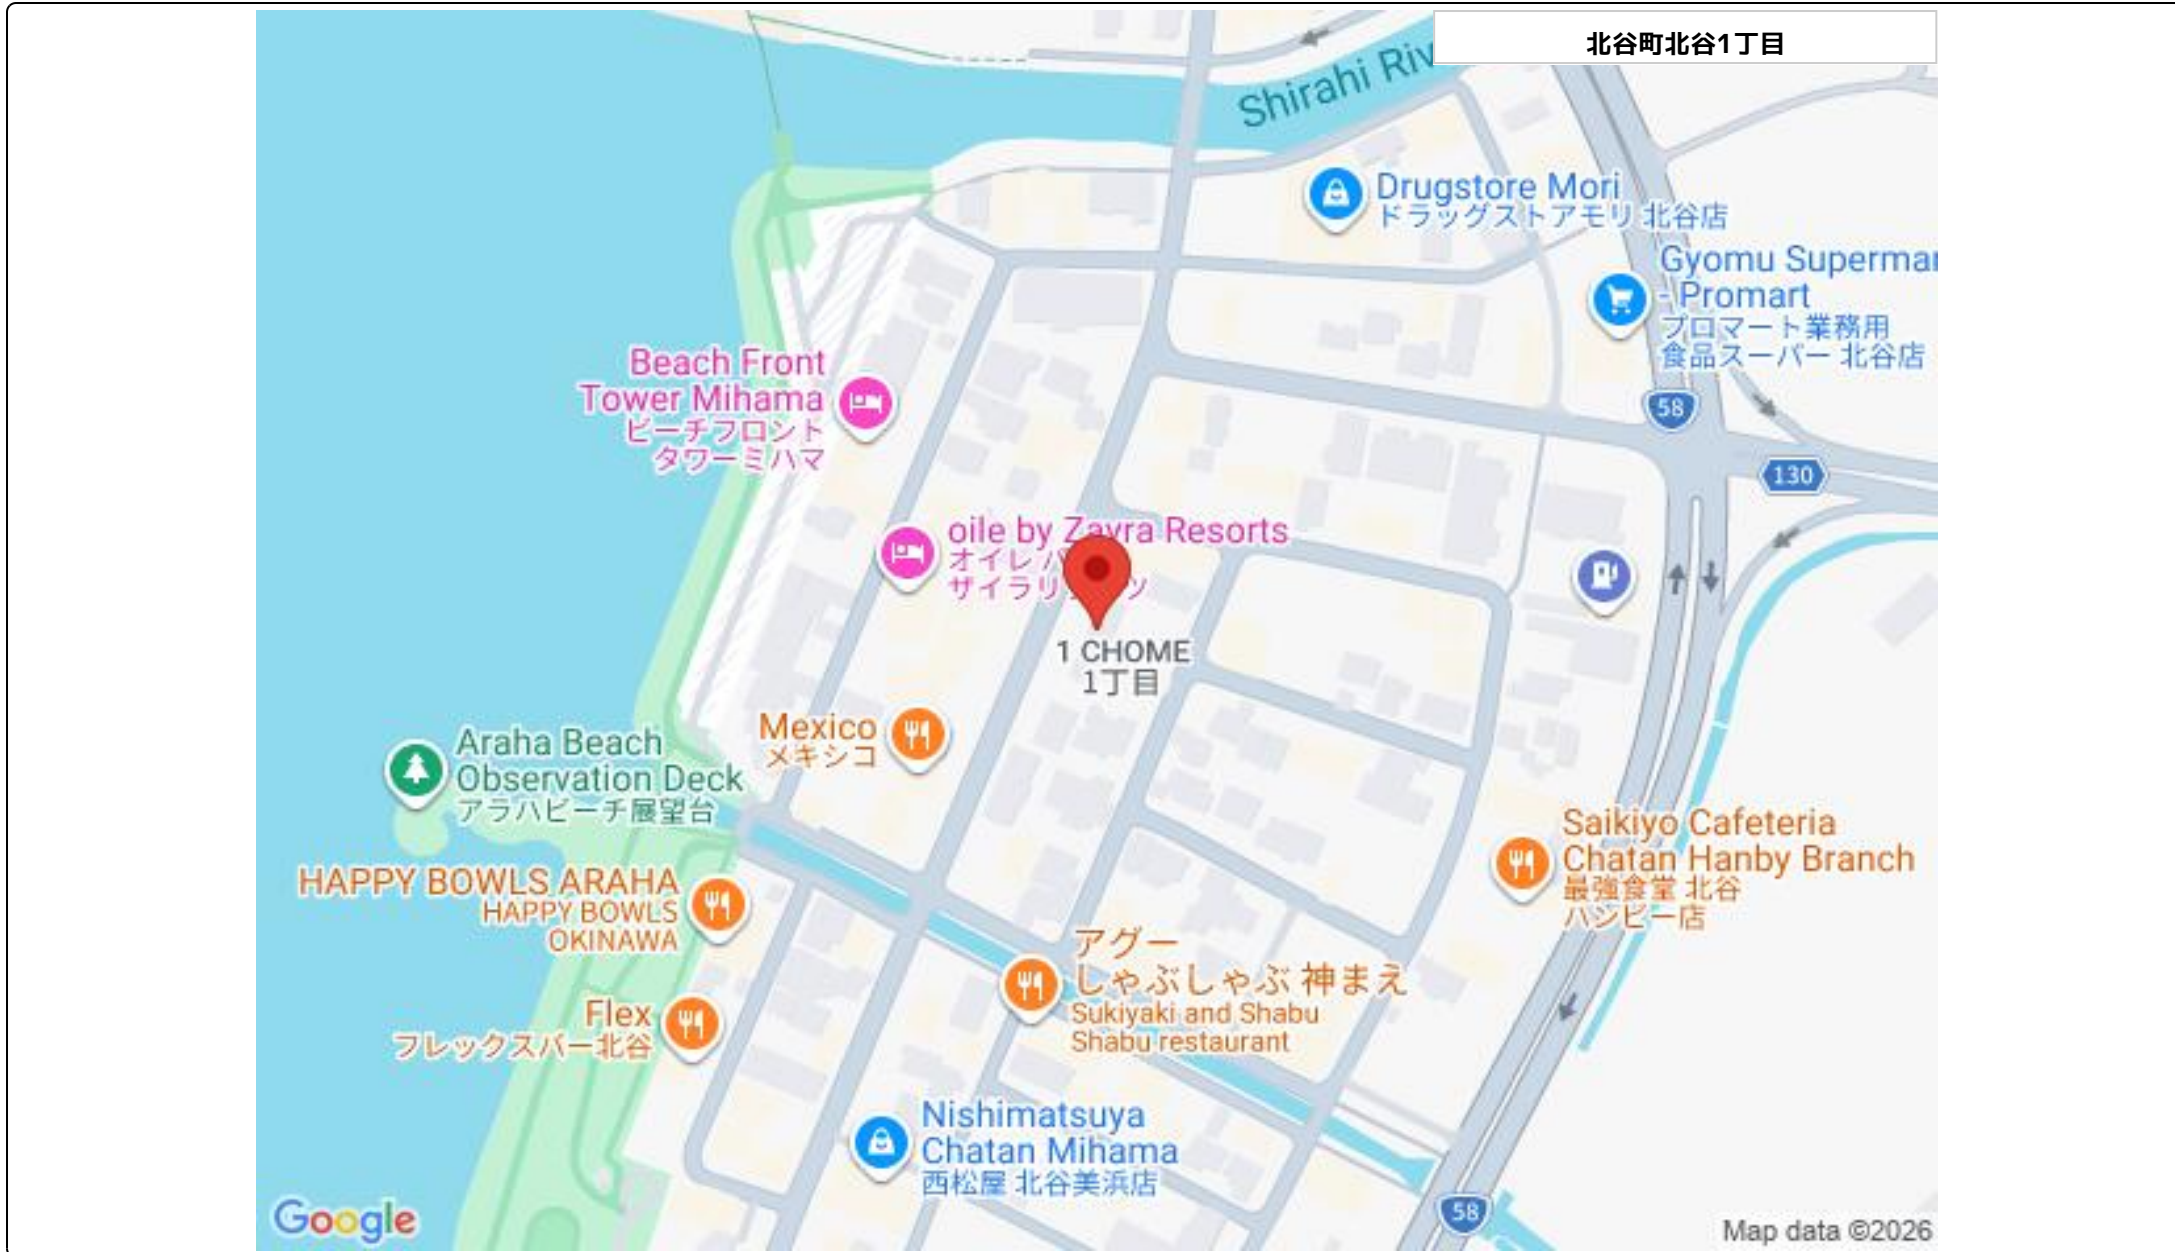 北谷町北谷1丁目
Shirahi Riv
Drugstore Mori
ドラッグストアモリ 北谷店
Gyomu Supermar
- Promart
プロマート業務用
食品スーパー 北谷店
58
130
Beach Front
Tower Mihama
ビーチフロント
タワーミハマ
oile by Zayra Resorts
オイレ
ザイラリ
ツ
1 CHOME
1丁目
Mexico
メキシコ
Araha Beach
Observation Deck
アラハビーチ展望台
Saikiyo Cafeteria
Chatan Hanby Branch
最強食堂 北谷
ハンビー店
HAPPY BOWLS ARAHA
HAPPY BOWLS
OKINAWA
アグー
しゃぶしゃぶ 神まえ
Sukiyaki and Shabu
Shabu restaurant
Flex
フレックスバー北谷
Nishimatsuya
Chatan Mihama
西松屋 北谷美浜店
58
Google
Map data ©2026